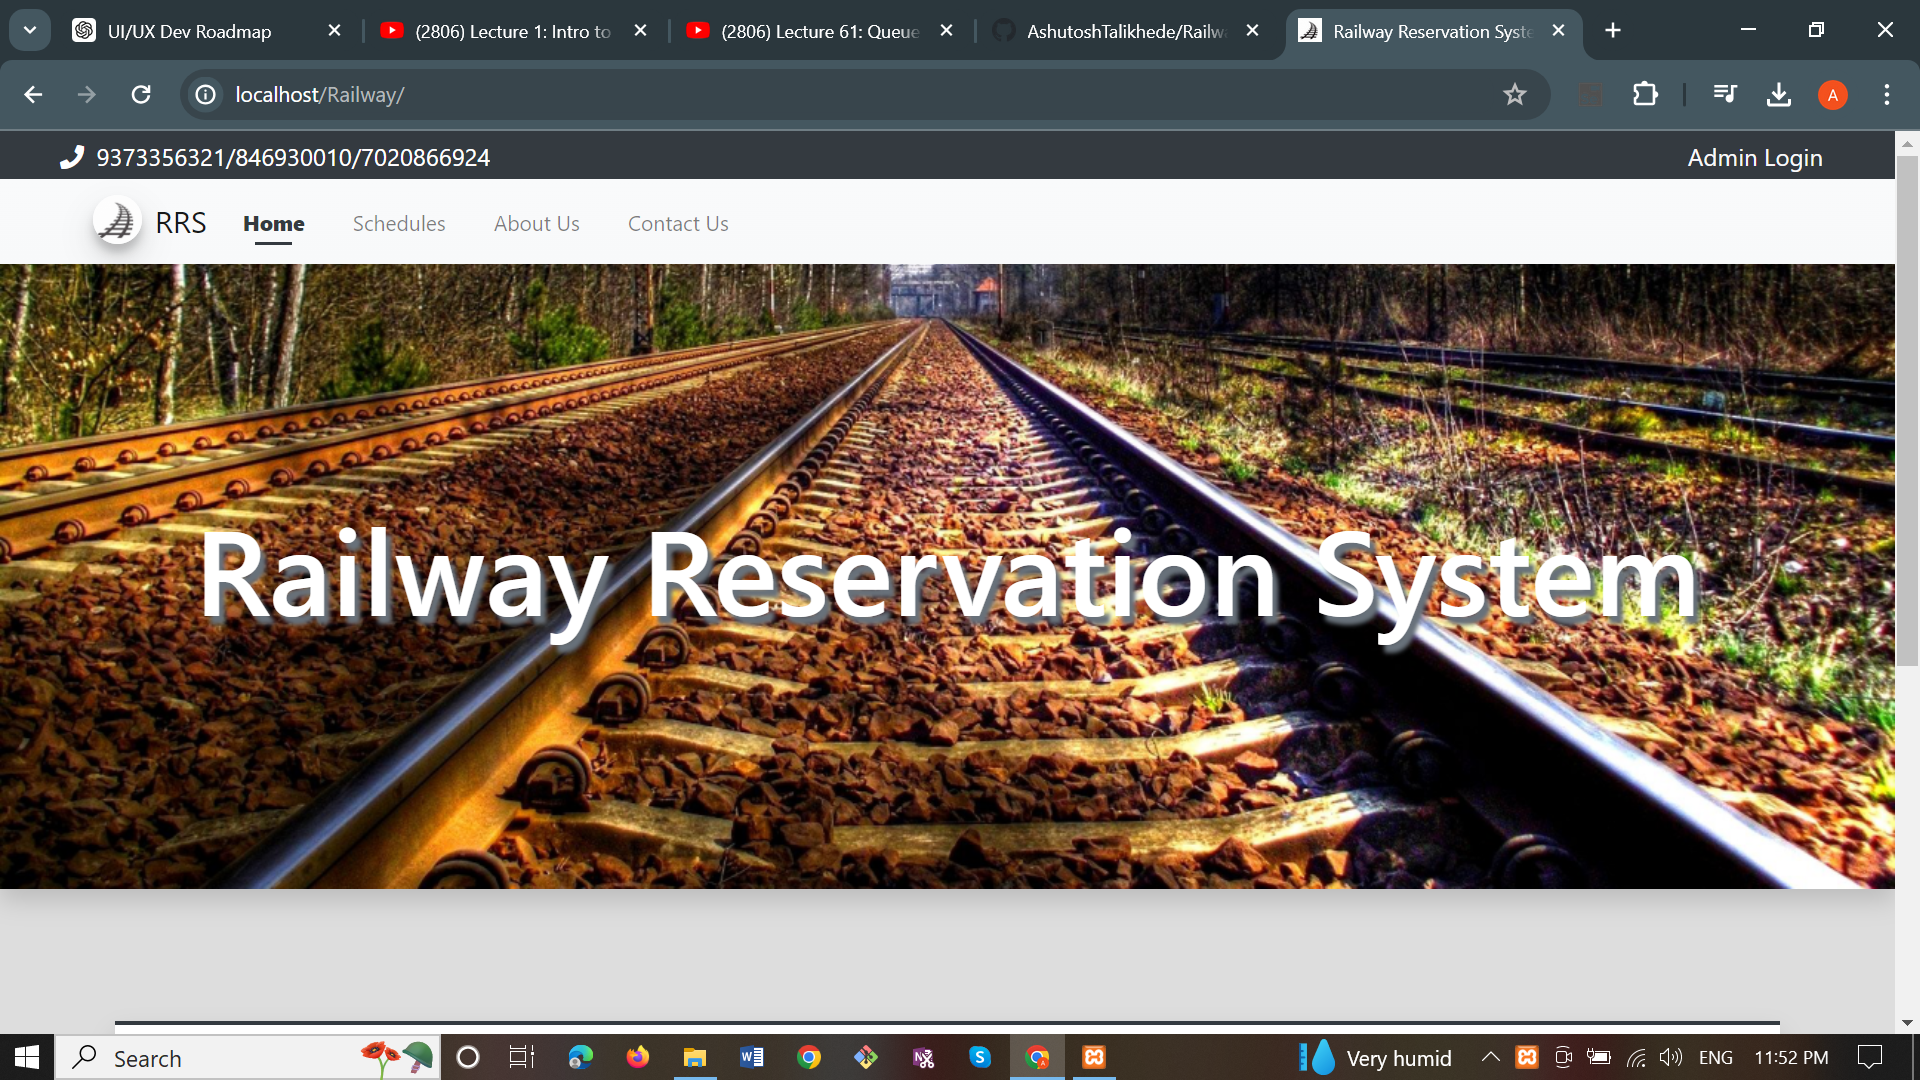 UI/UX Dev Roadmap
(2806) Lecture 1: Intro to
(2806) Lecture 61: Queue
AshutoshTalikhede/Railw
Railway Reservation Syste
localhost/Railway/
A
9373356321/846930010/7020866924
Admin Login
RRS
Home
Schedules
About Us
Contact Us
Railway Reservation System
Search
Very humid
ENG
11:52 PM